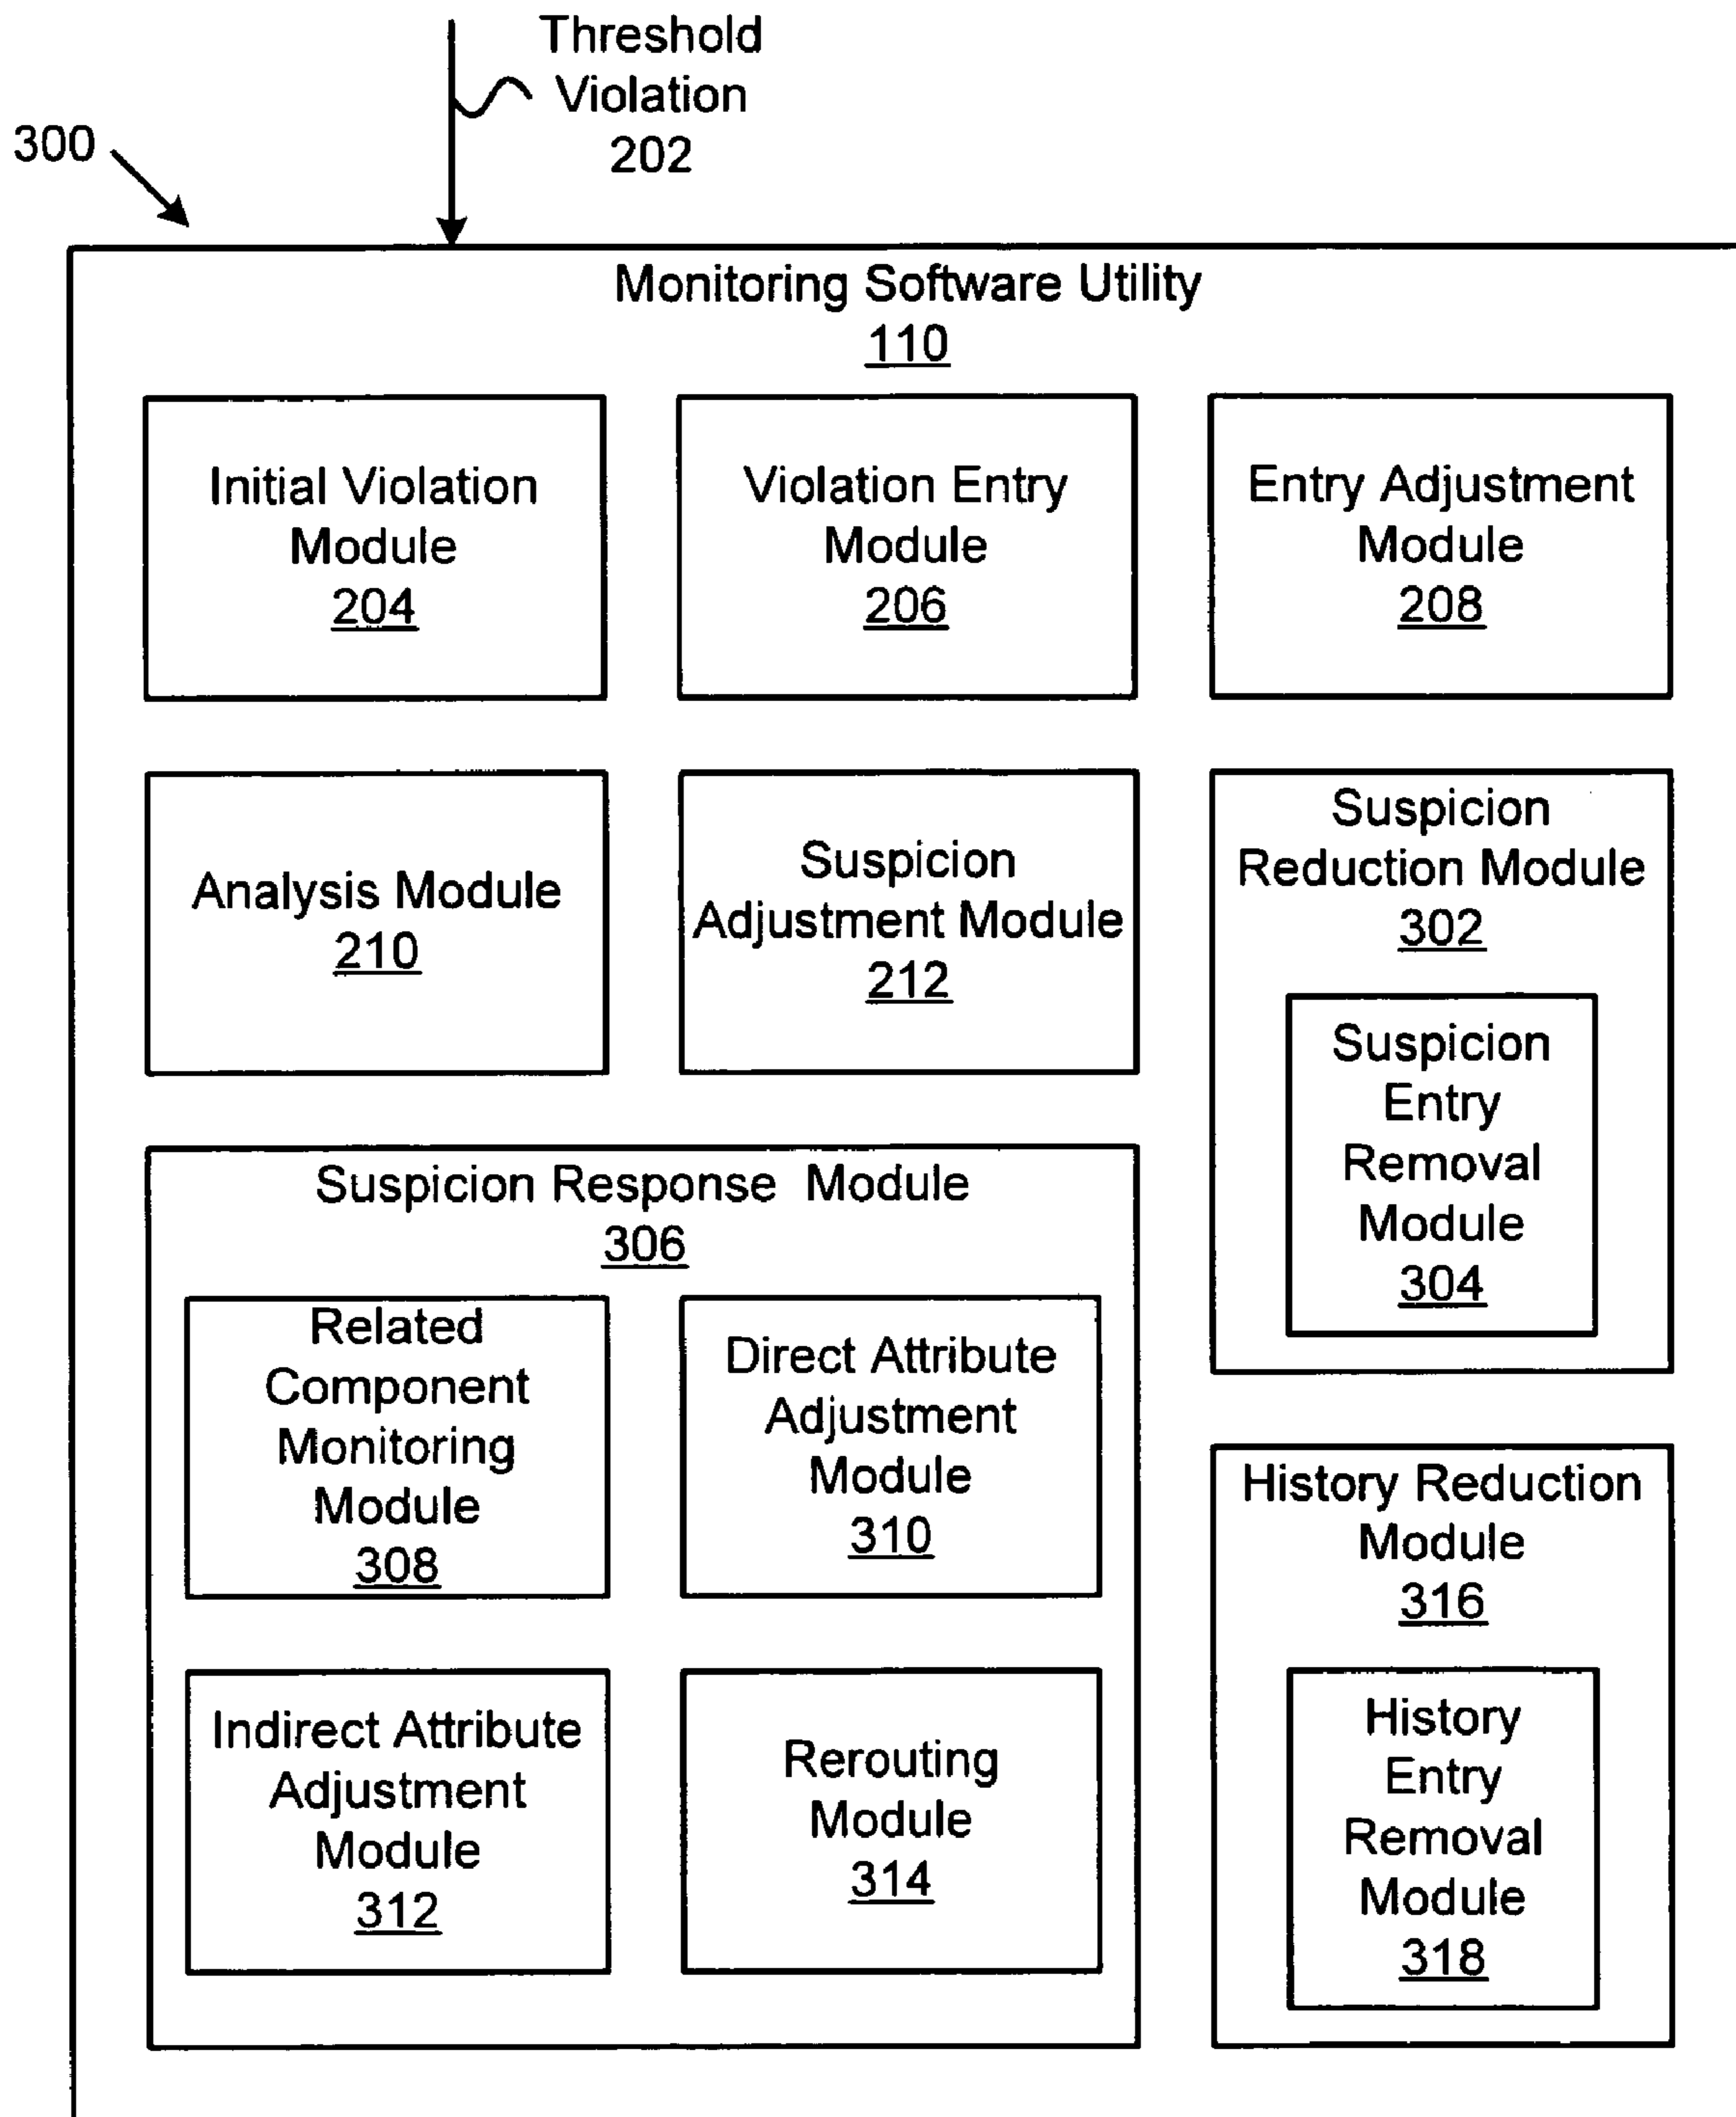 Threshold
Violation
202
300
Monitoring Software Utility
110
Initial Violation
Module
204
Violation Entry
Module
206
Entry Adjustment
Module
208
Analysis Module
210
Suspicion
Adjustment Module
212
Suspicion
Reduction Module
302
Suspicion
Entry
Removal
Module
304
Suspicion Response Module
306
Related
Component
Monitoring
Module
308
Direct Attribute
Adjustment
Module
310
Indirect Attribute
Adjustment
Module
312
Rerouting
Module
314
History Reduction
Module
316
History
Entry
Removal
Module
318